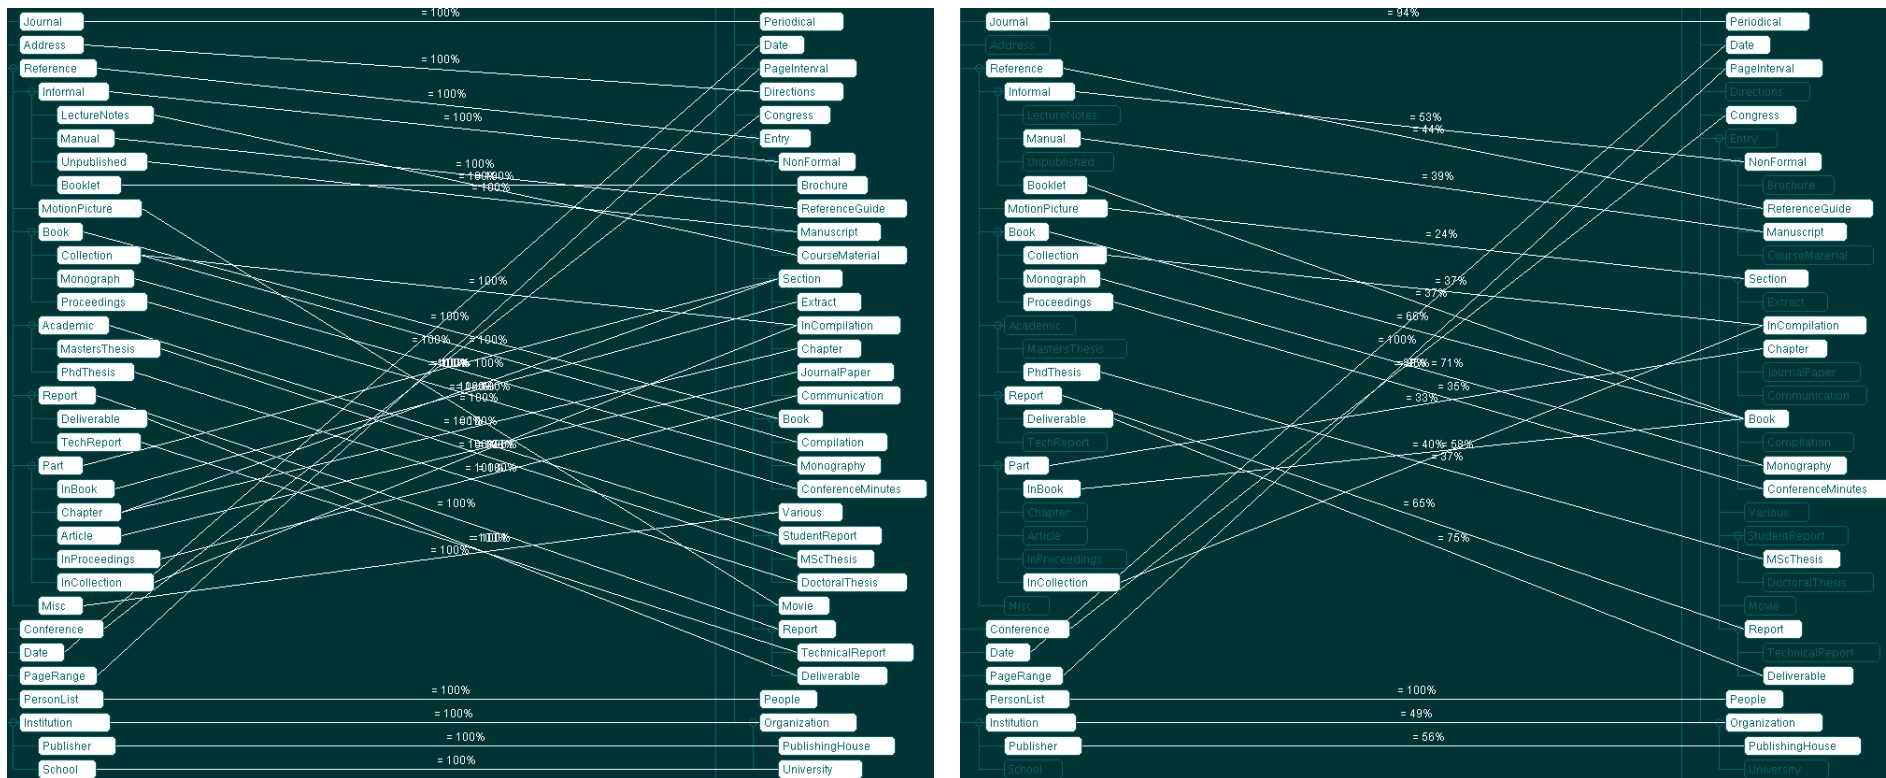 Journal = 100% Periodical
Address Date
Reference = 100% PageInterval
Informal = 100% Directions
LectureNotes = 100% Congress
Manual Entry
Unpublished = 100% NonFormal
Booklet = 100% Brochure
MotionPicture ReferenceGuide
Book Manuscript
Collection CourseMaterial
Monograph = 100% Section
Proceedings Extract
Academic = 100% InCompilation
MastersThesis = 100% Chapter
PhdThesis = 100% JournalPaper
Report = 100% Communication
Deliverable = 100% Book
TechReport Compilation
Part = 100% Monography
InBook = 100% ConferenceMinutes
Chapter Various
Article = 100% StudentReport
InProceedings = 100% MScThesis
InCollection DoctoralThesis
Misc Movie
Conference Report
Date TechnicalReport
PageRange Deliverable
PersonList = 100% People
Institution = 100% Organization
Publisher = 100% PublishingHouse
School = 100% University
Journal = 94% Periodical
Address Date
Reference PageInterval
Informal Directions
LectureNotes = 53% Congress
Manual = 44% Entry
Unpublished NonFormal
Booklet = 39% Brochure
MotionPicture ReferenceGuide
Book = 24% Manuscript
Collection CourseMaterial
Monograph = 37% Section
Proceedings = 37% Extract
Academic = 66% InCompilation
MastersThesis = 100% Chapter
PhdThesis = 71% JournalPaper
Report = 35% = 33% Communication
Deliverable Book
TechReport = 40% = 58% Compilation
Part = 37% Monography
InBook = 65% ConferenceMinutes
Chapter Various
Article = 75% StudentReport
InProceedings MScThesis
InCollection DoctoralThesis
Misc Movie
Conference Report
Date TechnicalReport
PageRange Deliverable
PersonList = 100% People
Institution = 49% Organization
Publisher = 56% PublishingHouse
School University